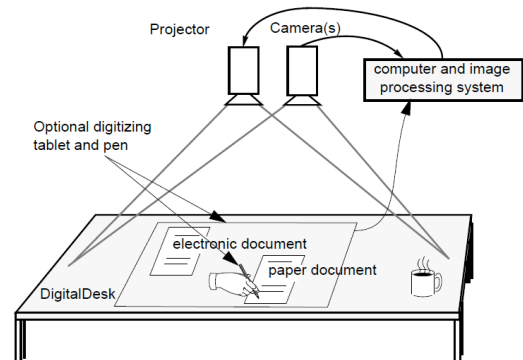 Projector
Camera(s)
computer and image
processing system
Optional digitizing
tablet and pen
electronic document
paper document
DigitalDesk